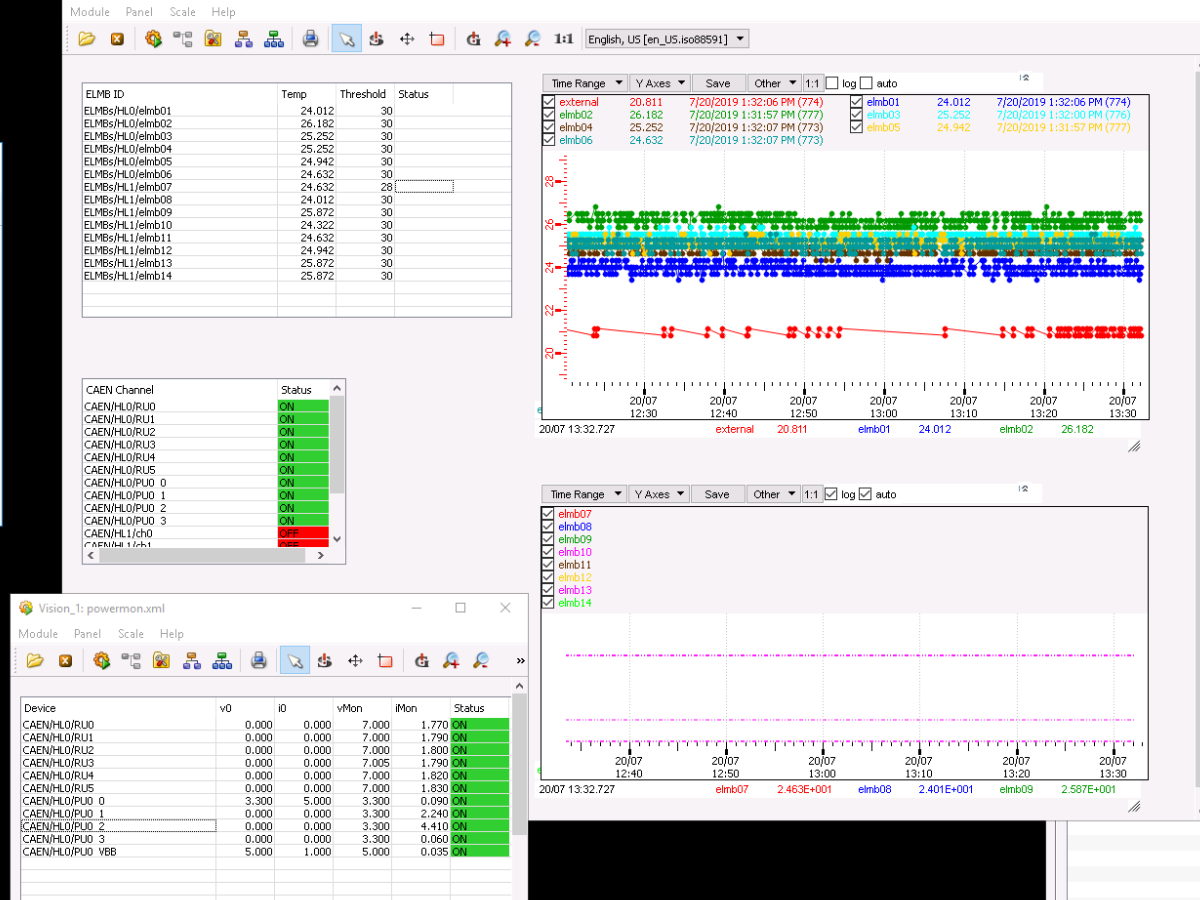 Module Panel Scale Help
1:1 English, US [en_US.iso88591]
ELMB ID Temp Threshold Status
ELMBs/HL0/elmb01 24.012 30
ELMBs/HL0/elmb02 26.182 30
ELMBs/HL0/elmb03 25.252 30
ELMBs/HL0/elmb04 25.252 30
ELMBs/HL0/elmb05 24.942 30
ELMBs/HL0/elmb06 24.632 30
ELMBs/HL1/elmb07 24.632 28
ELMBs/HL1/elmb08 24.012 30
ELMBs/HL1/elmb09 25.872 30
ELMBs/HL1/elmb10 24.322 30
ELMBs/HL1/elmb11 24.632 30
ELMBs/HL1/elmb12 24.942 30
ELMBs/HL1/elmb13 25.872 30
ELMBs/HL1/elmb14 25.872 30
Time Range Y Axes Save Other 1:1 log auto
external 20.811 7/20/2019 1:32:06 PM (774) elmb01 24.012 7/20/2019 1:32:06 PM (774)
elmb02 26.182 7/20/2019 1:31:57 PM (777) elmb03 25.252 7/20/2019 1:32:00 PM (776)
elmb04 25.252 7/20/2019 1:32:07 PM (773) elmb05 24.942 7/20/2019 1:31:57 PM (777)
elmb06 24.632 7/20/2019 1:32:07 PM (773)
28
26
24
22
20
20/07 20/07 20/07 20/07 20/07 20/07 20/07
12:30 12:40 12:50 13:00 13:10 13:20 13:30
20/07 13:32.727 external 20.811 elmb01 24.012 elmb02 26.182
CAEN Channel Status
CAEN/HL0/RU0 ON
CAEN/HL0/RU1 ON
CAEN/HL0/RU2 ON
CAEN/HL0/RU3 ON
CAEN/HL0/RU4 ON
CAEN/HL0/RU5 ON
CAEN/HL0/PU0_0 ON
CAEN/HL0/PU0_1 ON
CAEN/HL0/PU0_2 ON
CAEN/HL0/PU0_3 ON
CAEN/HL1/ch0 OFF
CAEN/HL1/ch1 OFF
Time Range Y Axes Save Other 1:1 log auto
elmb07
elmb08
elmb09
elmb10
elmb11
elmb12
elmb13
elmb14
20/07 20/07 20/07 20/07 20/07 20/07
12:40 12:50 13:00 13:10 13:20 13:30
20/07 13:32.727 elmb07 2.463E+001 elmb08 2.401E+001 elmb09 2.587E+001
Vision_1: powermon.xml
Module Panel Scale Help
»
Device v0 i0 vMon iMon Status
CAEN/HL0/RU0 0.000 0.000 7.000 1.770 ON
CAEN/HL0/RU1 0.000 0.000 7.000 1.790 ON
CAEN/HL0/RU2 0.000 0.000 7.000 1.800 ON
CAEN/HL0/RU3 0.000 0.000 7.005 1.790 ON
CAEN/HL0/RU4 0.000 0.000 7.000 1.820 ON
CAEN/HL0/RU5 0.000 0.000 7.000 1.830 ON
CAEN/HL0/PU0_0 3.300 5.000 3.300 0.090 ON
CAEN/HL0/PU0_1 0.000 0.000 3.300 2.240 ON
CAEN/HL0/PU0_2 0.000 0.000 3.300 4.410 ON
CAEN/HL0/PU0_3 0.000 0.000 3.300 0.060 ON
CAEN/HL0/PU0_VBB 5.000 1.000 5.000 0.035 ON